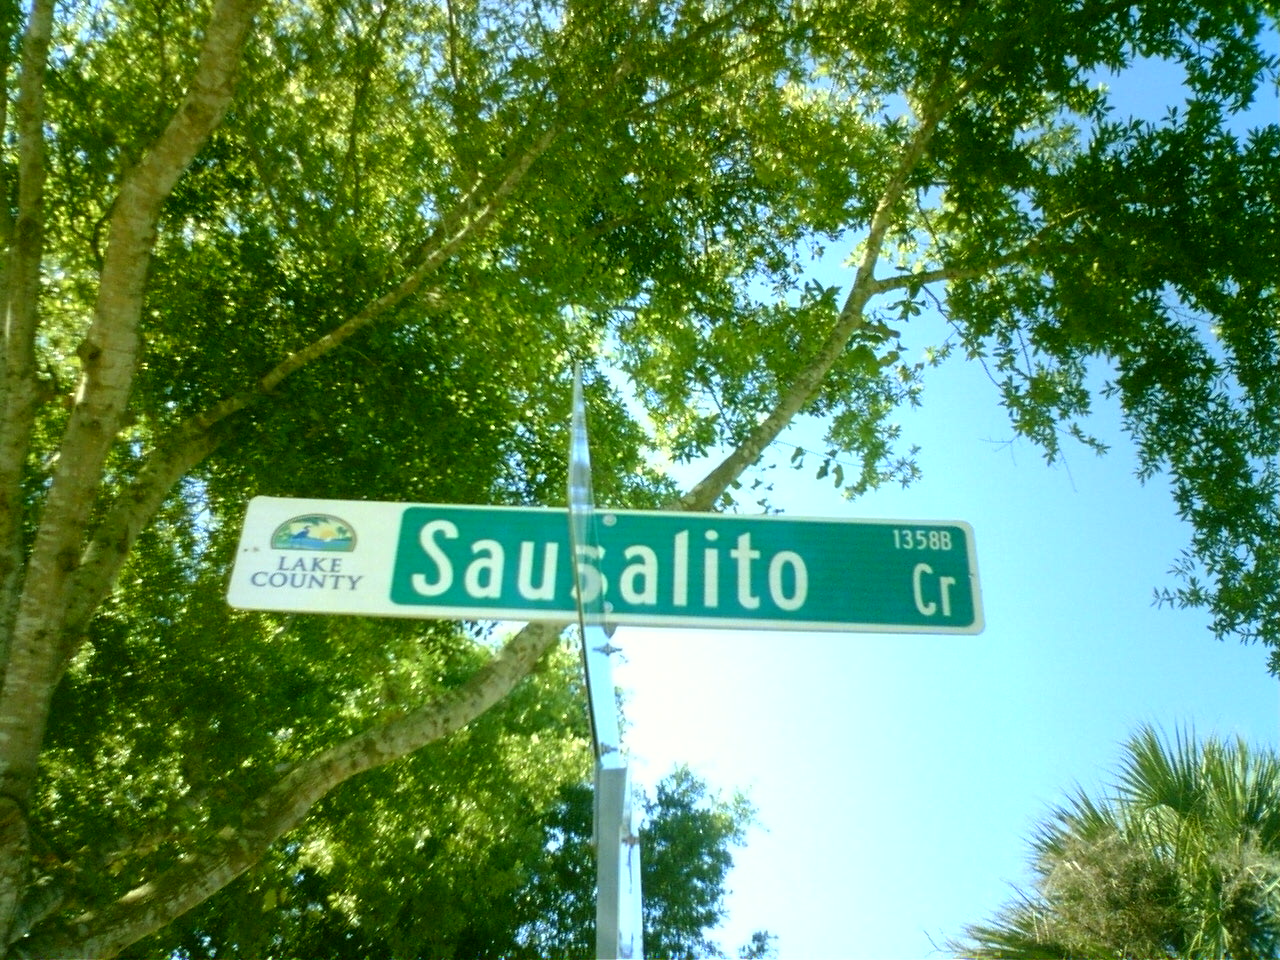 LAKE
COUNTY
Sausalito
1358B
Cr